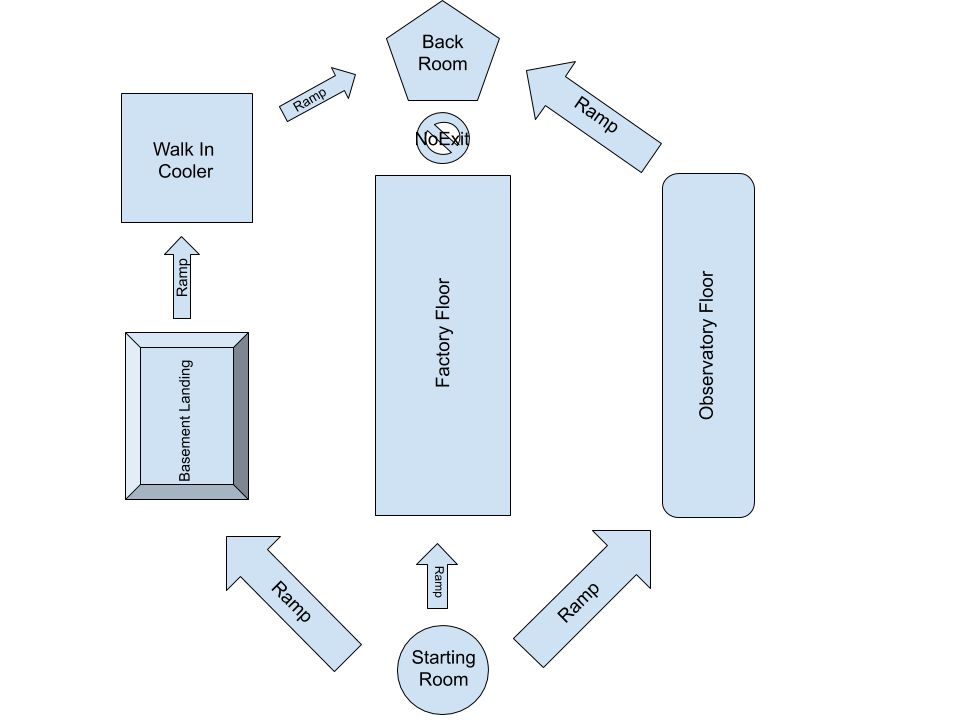 Back
Room
Ramp
Ramp
NoExit
Walk In
Cooler
Ramp
Factory Floor
Observatory Floor
Basement Landing
Ramp
Ramp
Ramp
Starting
Room